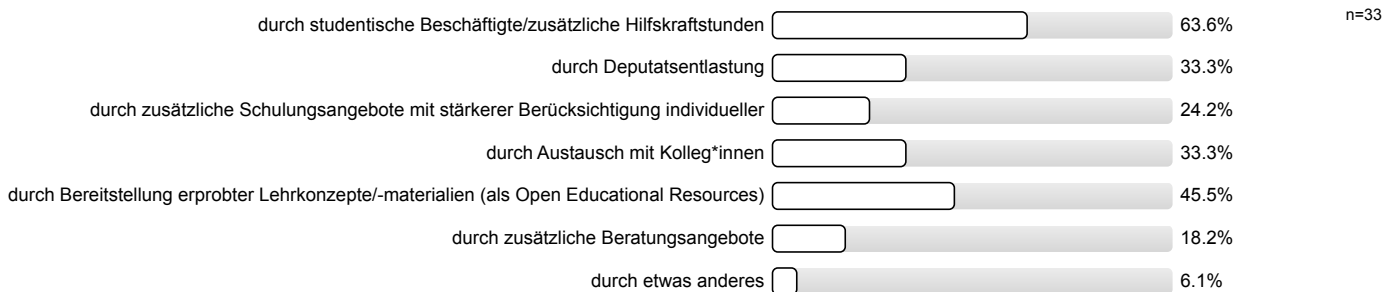 durch studentische Beschäftigte/zusätzliche Hilfskraftstunden 63.6% n=33
durch Deputatsentlastung 33.3%
durch zusätzliche Schulungsangebote mit stärkerer Berücksichtigung individueller 24.2%
durch Austausch mit Kolleg*innen 33.3%
durch Bereitstellung erprobter Lehrkonzepte/-materialien (als Open Educational Resources) 45.5%
durch zusätzliche Beratungsangebote 18.2%
durch etwas anderes 6.1%